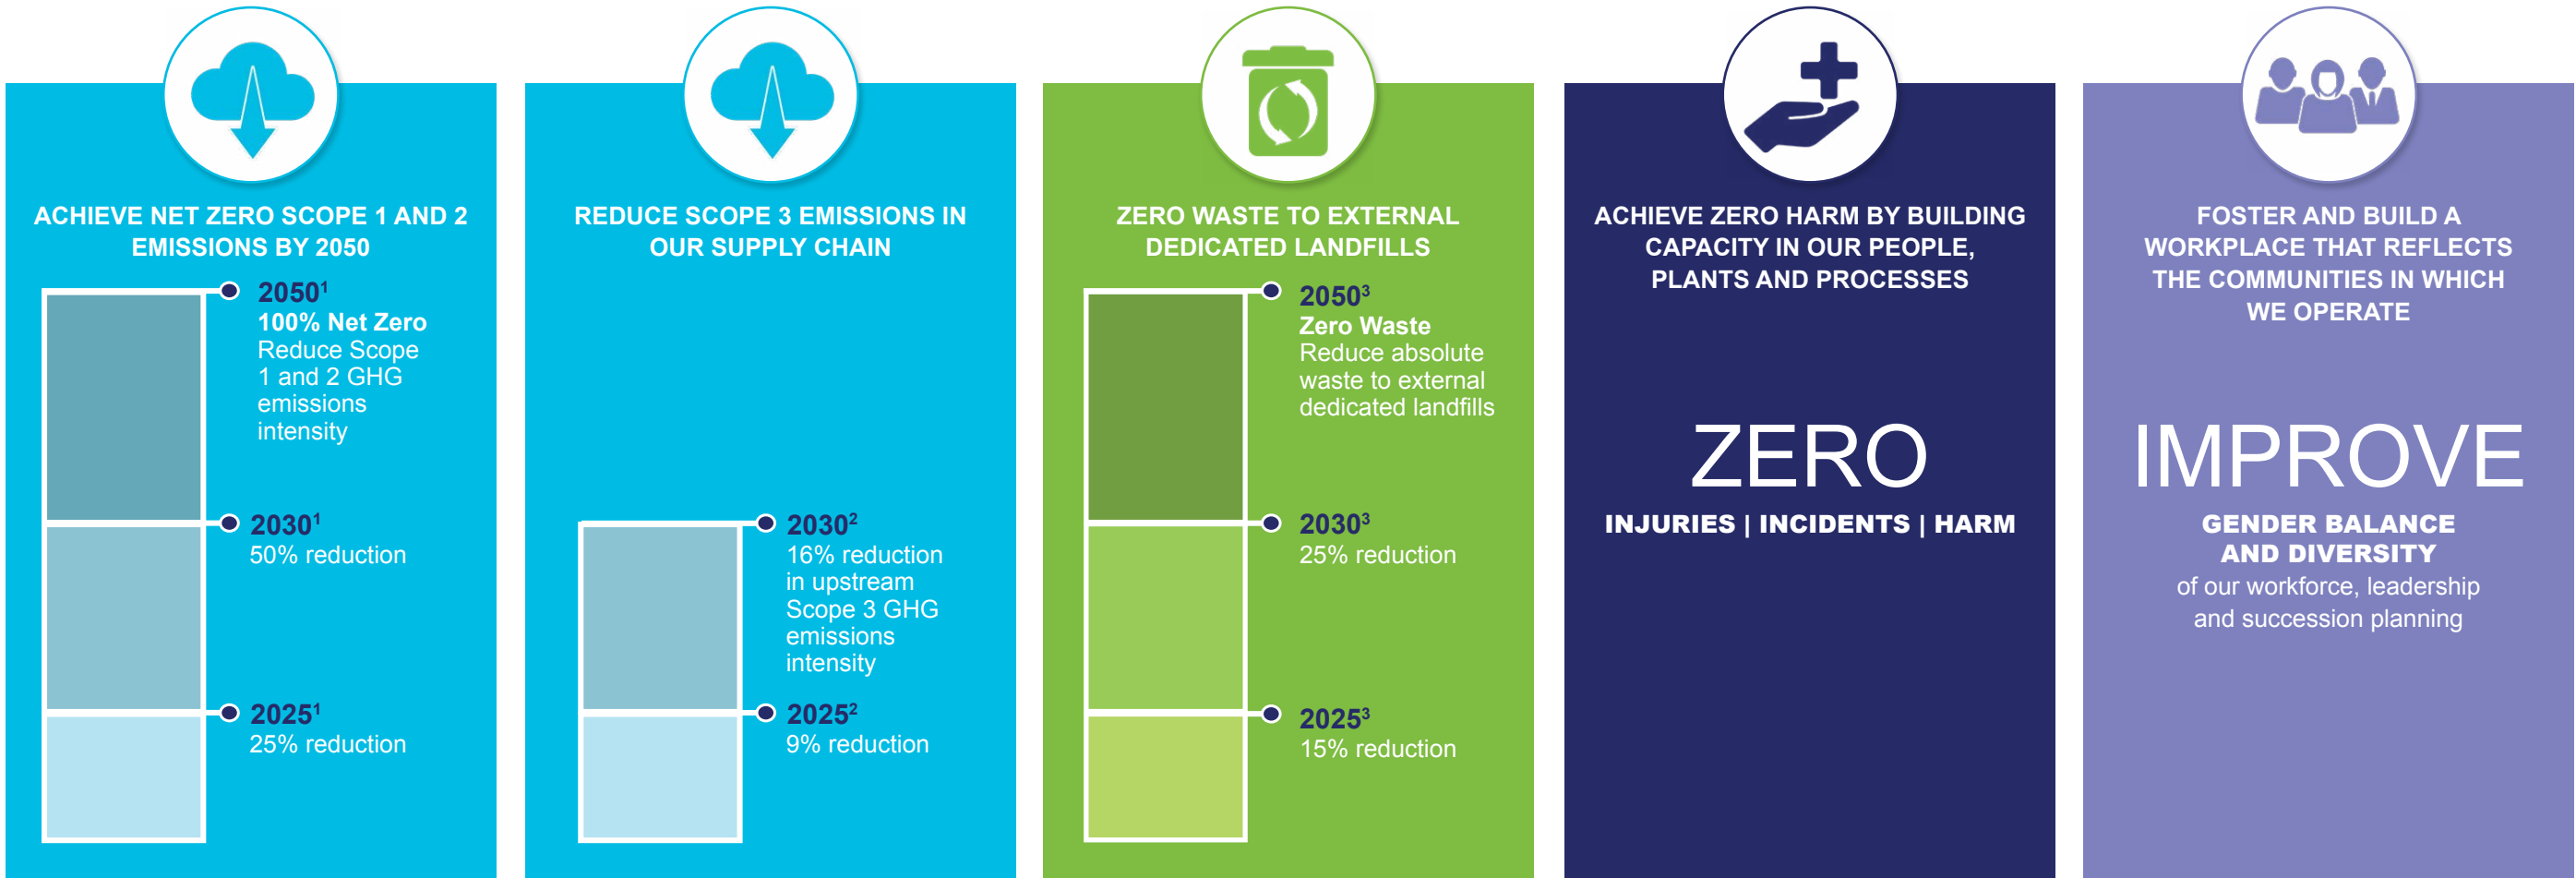 ACHIEVE NET ZERO SCOPE 1 AND 2
EMISSIONS BY 2050
2050¹
100% Net Zero
Reduce Scope
1 and 2 GHG
emissions
intensity
2030¹
50% reduction
2025¹
25% reduction
REDUCE SCOPE 3 EMISSIONS IN
OUR SUPPLY CHAIN
2030²
16% reduction
in upstream
Scope 3 GHG
emissions
intensity
2025²
9% reduction
ZERO WASTE TO EXTERNAL
DEDICATED LANDFILLS
2050³
Zero Waste
Reduce absolute
waste to external
dedicated landfills
2030³
25% reduction
2025³
15% reduction
ACHIEVE ZERO HARM BY BUILDING
CAPACITY IN OUR PEOPLE,
PLANTS AND PROCESSES
ZERO
INJURIES | INCIDENTS | HARM
FOSTER AND BUILD A
WORKPLACE THAT REFLECTS
THE COMMUNITIES IN WHICH
WE OPERATE
IMPROVE
GENDER BALANCE
AND DIVERSITY
of our workforce, leadership
and succession planning